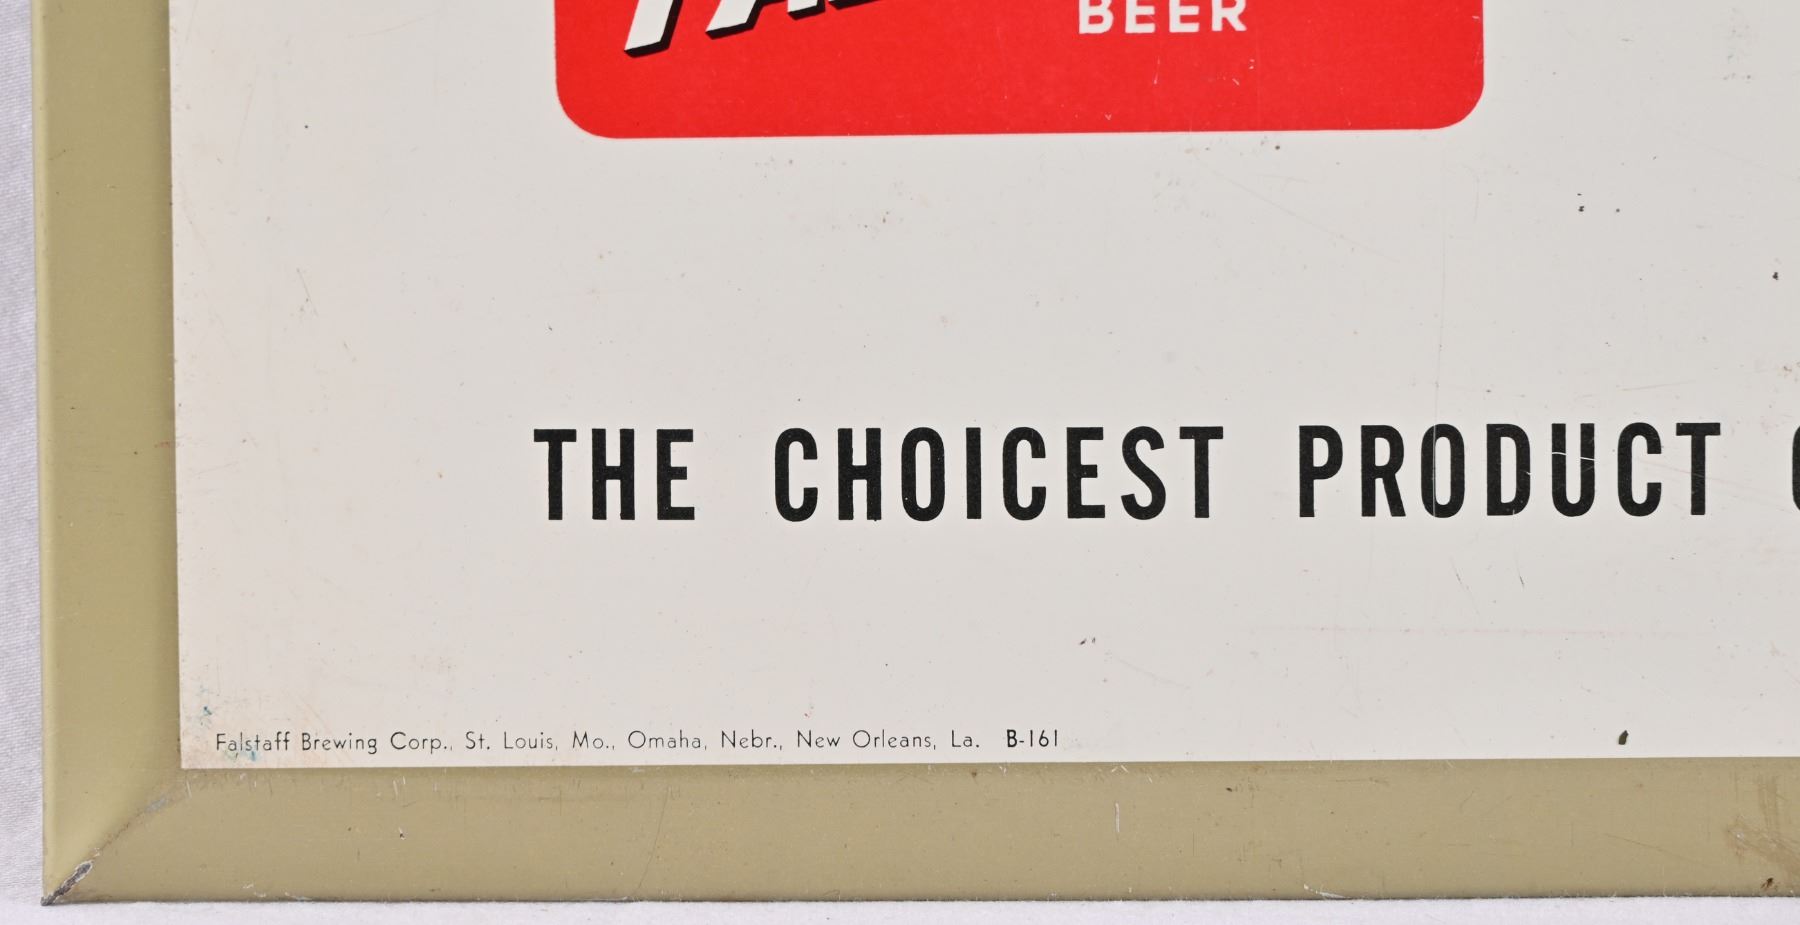 BEER
THE CHOICEST PRODUCT
Falstaff Brewing Corp., St. Louis, Mo., Omaha, Nebr., New Orleans, La. B-161